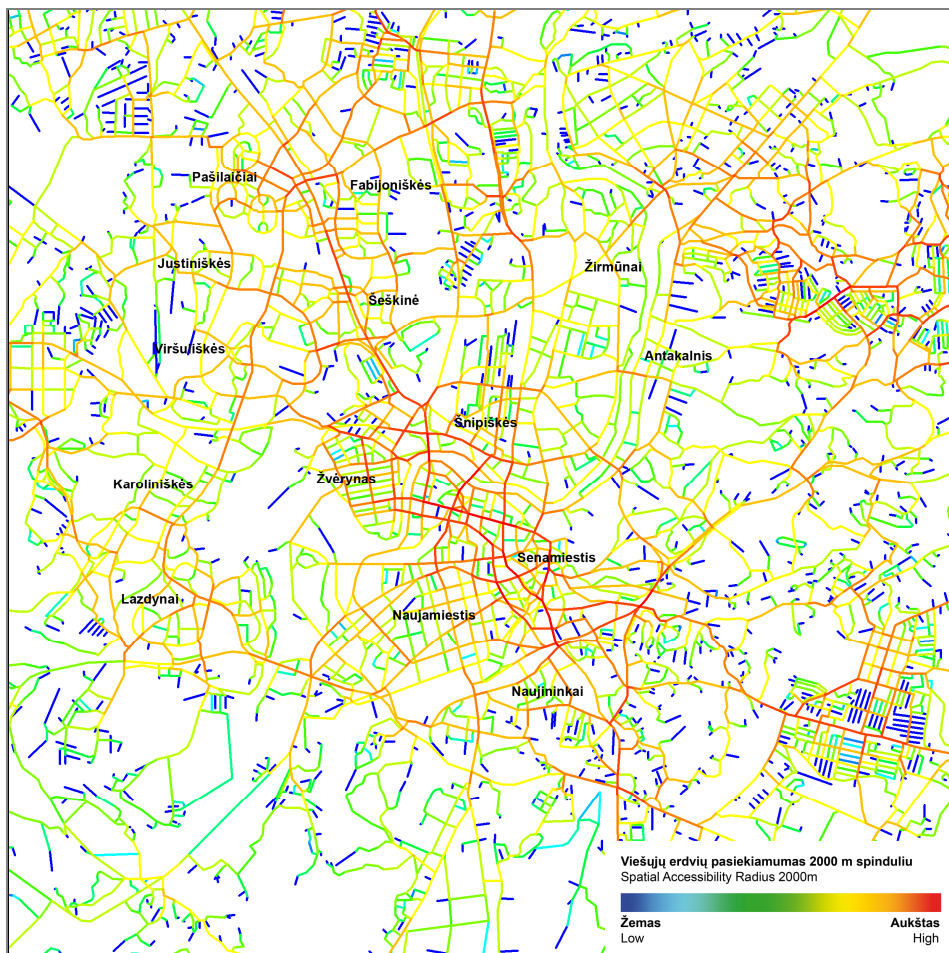 Pašilaičiai
Fabijoniškės
Justiniškės
Žirmūnai
Šeškinė
Viršuliškės
Antakalnis
Šnipiškės
Žvėrynas
Karoliniškės
Senamiestis
Lazdynai
Naujamiestis
Naujininkai
Viešųjų erdvių pasiekiamumas 2000 m spinduliu
Spatial Accessibility Radius 2000m
Žemas Aukštas
Low High